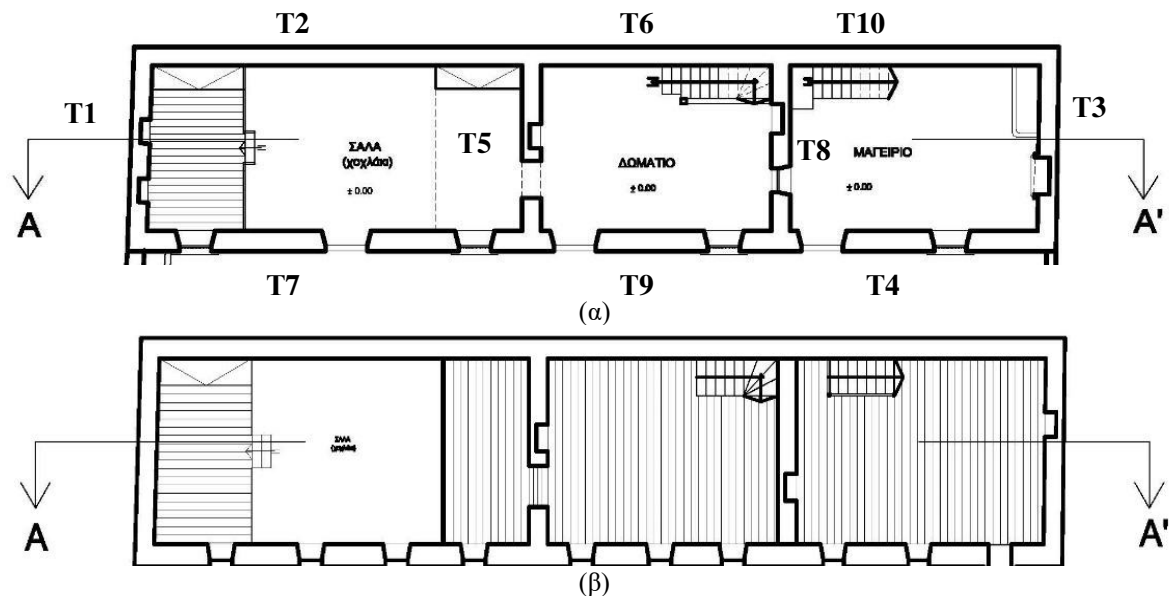 T2 T6 T10
T1 T3
ΣΑΛΑ
(χοχλάκι)
T5
ΔΩΜΑΤΙΟ
T8
ΜΑΓΕΙΡΙΟ
± 0.00 ± 0.00 ± 0.00
A A'
T7 T9 T4
(α)
ΣΑΛΑ
(χοχλάκι)
A A'
(β)